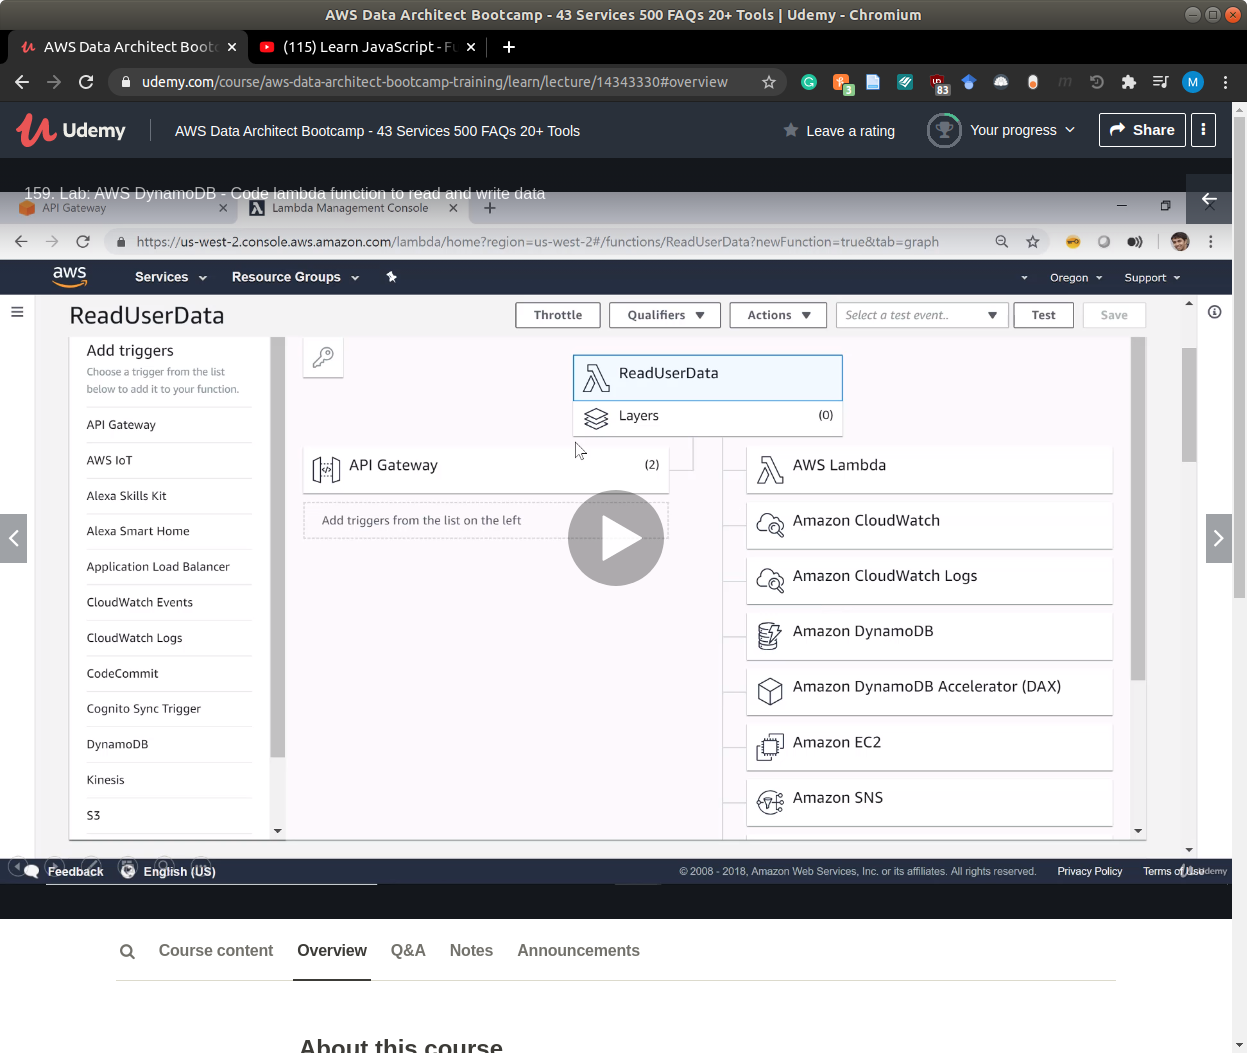 AWS Data Architect Bootcamp - 43 Services 500 FAQs 20+ Tools | Udemy - Chromium
AWS Data Architect Bootc
(115) Learn JavaScript - Fu
udemy.com/course/aws-data-architect-bootcamp-training/learn/lecture/14343330#overview
3
83
M
Udemy
AWS Data Architect Bootcamp - 43 Services 500 FAQs 20+ Tools
Leave a rating
Your progress
Share
159. Lab: AWS DynamoDB - Code lambda function to read and write data
API Gateway
Lambda Management Console
https://us-west-2.console.aws.amazon.com/lambda/home?region=us-west-2#/functions/ReadUserData?newFunction=true&tab=graph
aws
Services
Resource Groups
Oregon
Support
ReadUserData
Throttle
Qualifiers
Actions
Select a test event..
Test
Save
Add triggers
Choose a trigger from the list
below to add it to your function.
API Gateway
AWS IoT
Alexa Skills Kit
Alexa Smart Home
Application Load Balancer
CloudWatch Events
CloudWatch Logs
CodeCommit
Cognito Sync Trigger
DynamoDB
Kinesis
S3
ReadUserData
Layers
(0)
API Gateway
(2)
Add triggers from the list on the left
AWS Lambda
Amazon CloudWatch
Amazon CloudWatch Logs
Amazon DynamoDB
Amazon DynamoDB Accelerator (DAX)
Amazon EC2
Amazon SNS
Feedback
English (US)
© 2008 - 2018, Amazon Web Services, Inc. or its affiliates. All rights reserved.
Privacy Policy
Terms of Use
Udemy
Course content
Overview
Q&A
Notes
Announcements
About this course